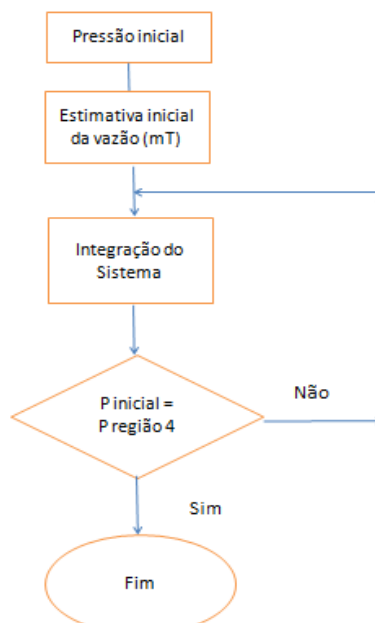 Pressão inicial
Estimativa inicial
da vazão (mT)
Integração do
Sistema
P inicial =
P região 4
Não
Sim
Fim